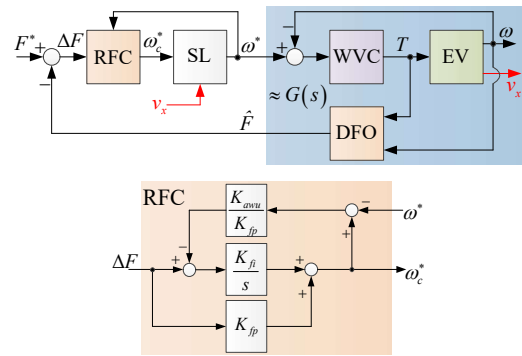 F* + ΔF RFC ω_c* SL ω* + − WVC T EV ω
−
v_x
v_x
≈ G(s)
F̂ DFO
RFC
K_awu / K_fp
−
ω*
−
+
ΔF + K_fi / s + ω_c*
+
K_fp